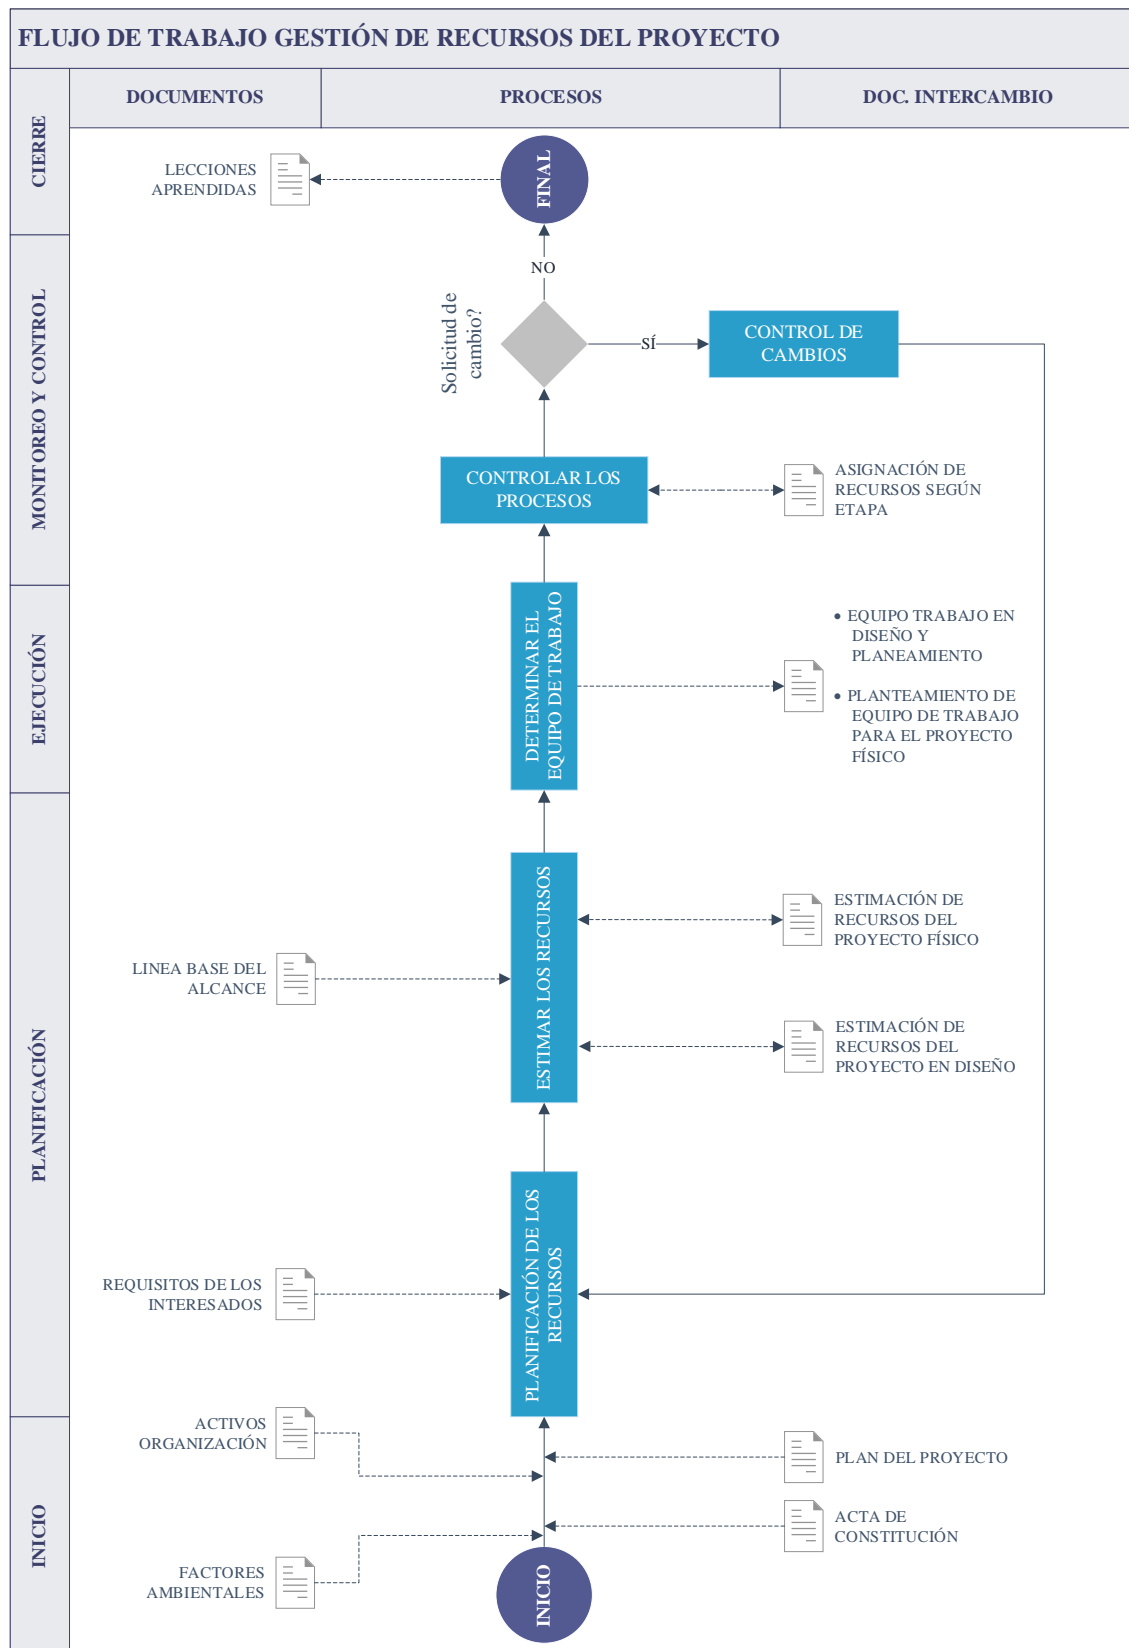 FLUJO DE TRABAJO GESTIÓN DE RECURSOS DEL PROYECTO
DOCUMENTOS
PROCESOS
DOC. INTERCAMBIO
CIERRE
LECCIONES
APRENDIDAS
FINAL
NO
MONITOREO Y CONTROL
Solicitud de
cambio?
SÍ
CONTROL DE
CAMBIOS
CONTROLAR LOS
PROCESOS
ASIGNACIÓN DE
RECURSOS SEGÚN
ETAPA
EJECUCIÓN
DETERMINAR EL
EQUIPO DE TRABAJO
• EQUIPO TRABAJO EN
DISEÑO Y
PLANEAMIENTO
• PLANTEAMIENTO DE
EQUIPO DE TRABAJO
PARA EL PROYECTO
FÍSICO
PLANIFICACIÓN
ESTIMAR LOS RECURSOS
ESTIMACIÓN DE
RECURSOS DEL
PROYECTO FÍSICO
LINEA BASE DEL
ALCANCE
ESTIMACIÓN DE
RECURSOS DEL
PROYECTO EN DISEÑO
PLANIFICACIÓN DE LOS
RECURSOS
REQUISITOS DE LOS
INTERESADOS
INICIO
ACTIVOS
ORGANIZACIÓN
PLAN DEL PROYECTO
ACTA DE
CONSTITUCIÓN
FACTORES
AMBIENTALES
INICIO